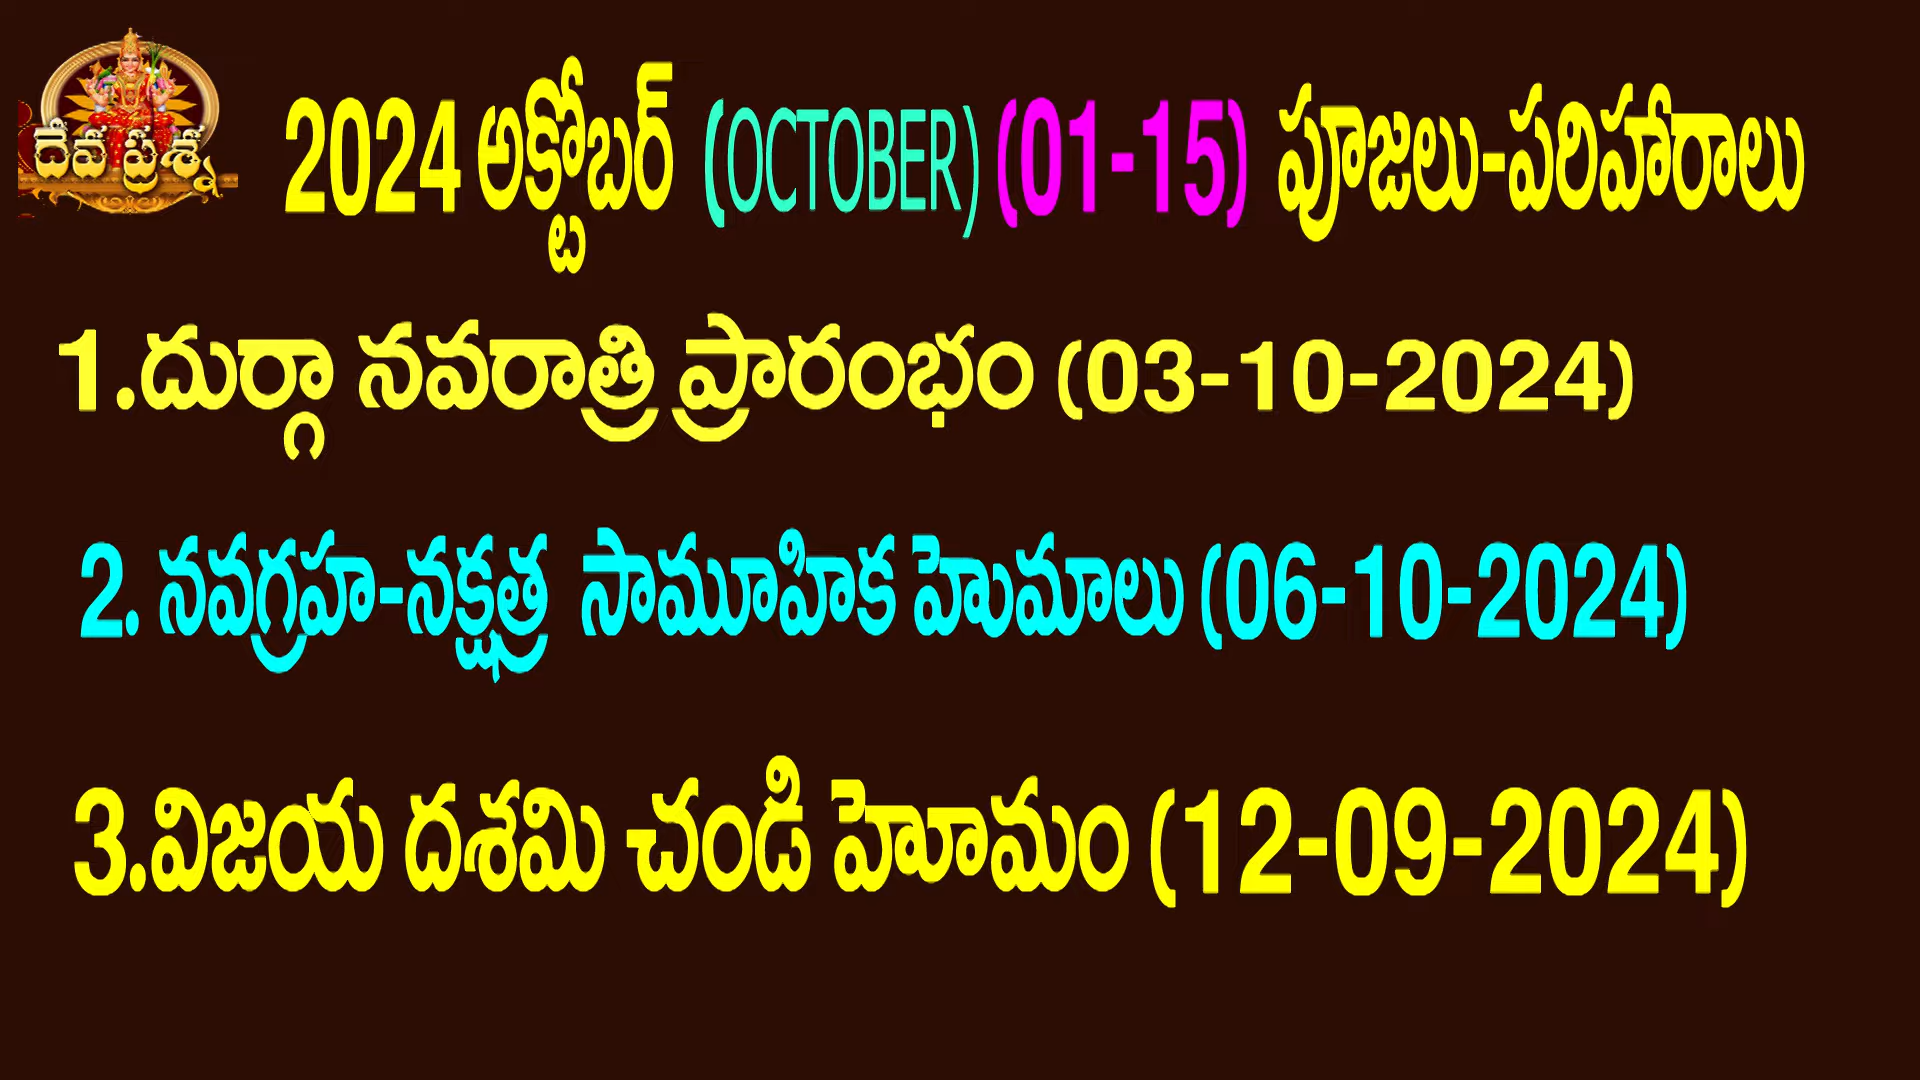 దేవ ప్రశ్న
2024 అక్టోబర్ (OCTOBER) (01-15) పూజలు-పరిహారాలు
1.దుర్గా నవరాత్రి ప్రారంభం (03-10-2024)
2. నవగ్రహ-నక్షత్ర సామూహిక హెుమాలు (06-10-2024)
3.విజయ దశమి చండి హెూమం (12-09-2024)